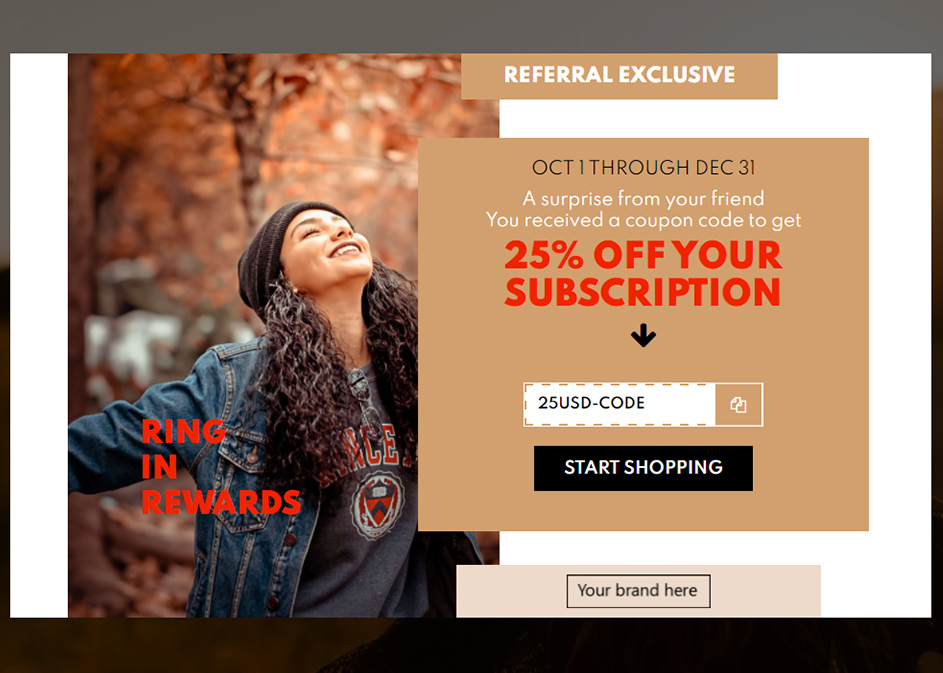 REFERRAL EXCLUSIVE
OCT 1 THROUGH DEC 31
A surprise from your friend
You received a coupon code to get
25% OFF YOUR
SUBSCRIPTION
25USD-CODE
START SHOPPING
RING
IN
REWARDS
Your brand here